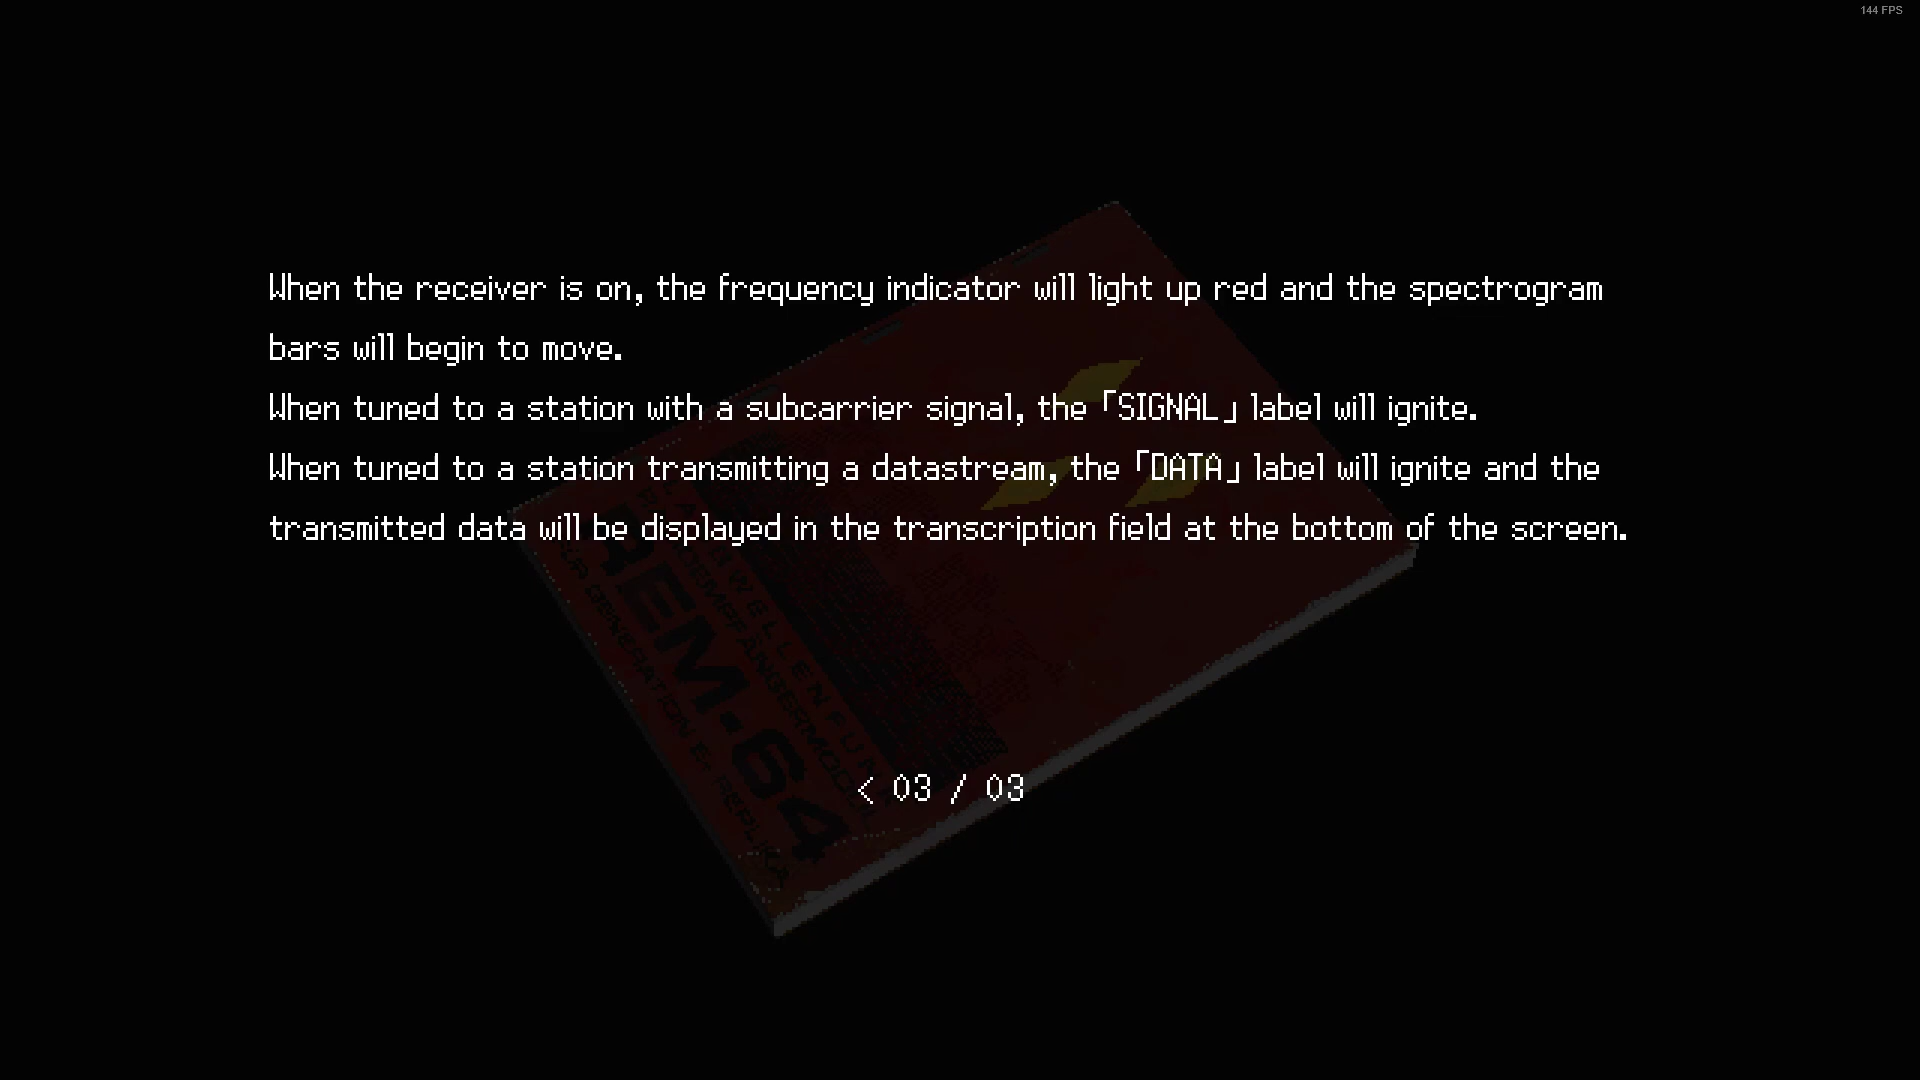 144 FPS
When the receiver is on, the frequency indicator will light up red and the spectrogram
bars will begin to move.
When tuned to a station with a subcarrier signal, the「SIGNAL」label will ignite.
When tuned to a station transmitting a datastream, the「DATA」label will ignite and the
transmitted data will be displayed in the transcription field at the bottom of the screen.
REM-64
< 03 / 03